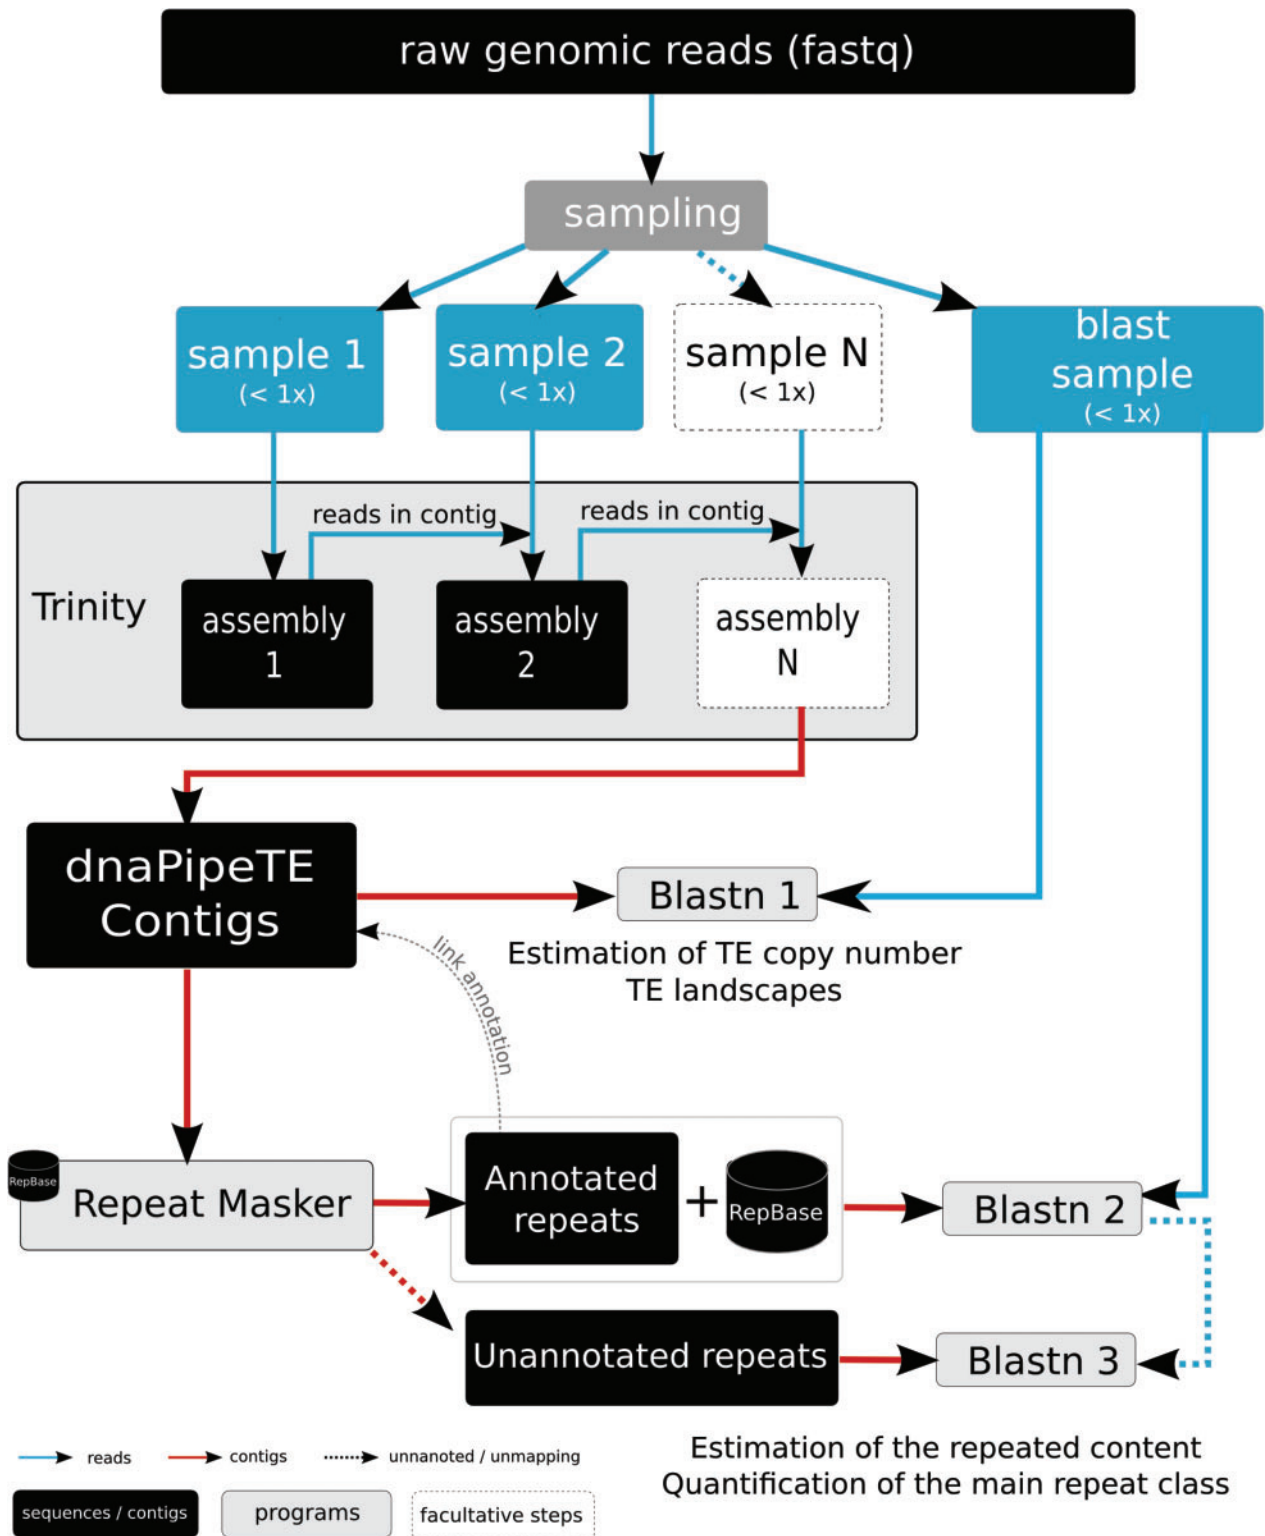 raw genomic reads (fastq)
sampling
sample 1
(< 1x)
sample 2
(< 1x)
sample N
(< 1x)
blast
sample
(< 1x)
reads in contig
reads in contig
Trinity
assembly
1
assembly
2
assembly
N
dnaPipeTE
Contigs
Blastn 1
Estimation of TE copy number
TE landscapes
link annotation
RepBase
Repeat Masker
Annotated
repeats
+
RepBase
Blastn 2
Unannotated repeats
Blastn 3
Estimation of the repeated content
Quantification of the main repeat class
reads
contigs
unnanoted / unmapping
sequences / contigs
programs
facultative steps